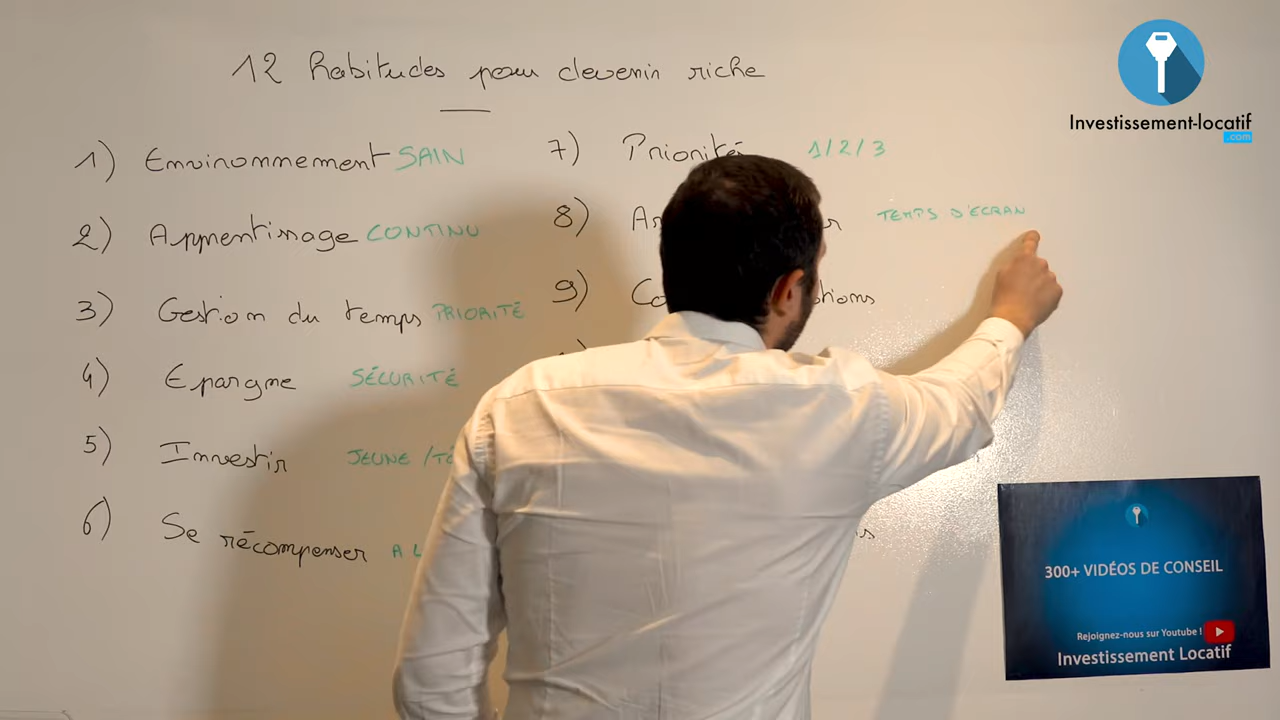 12 habitudes pour devenir riche
1) Environnement SAIN
2) Apprentissage CONTINU
3) Gestion du temps PRIORITÉ
4) Epargne SÉCURITÉ
5) Investir JEUNE /
6) Se récompenser A
7) Priorité 1/2/3
8) TEMPS D'ECRAN
9)
Investissement-locatif
.com
300+ VIDÉOS DE CONSEIL
Rejoignez-nous sur Youtube !
Investissement Locatif